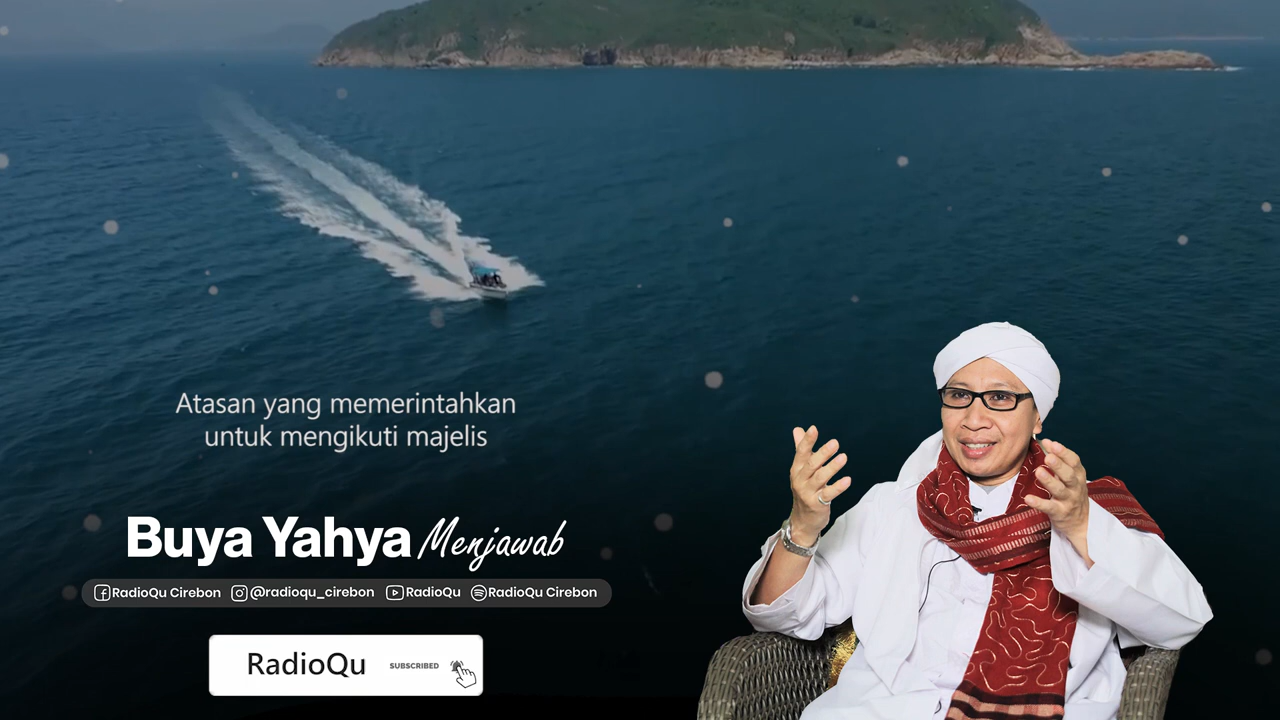 Atasan yang memerintahkan
untuk mengikuti majelis
Buya Yahya Menjawab
RadioQu Cirebon @radioqu_cirebon RadioQu RadioQu Cirebon
RadioQu SUBSCRIBED